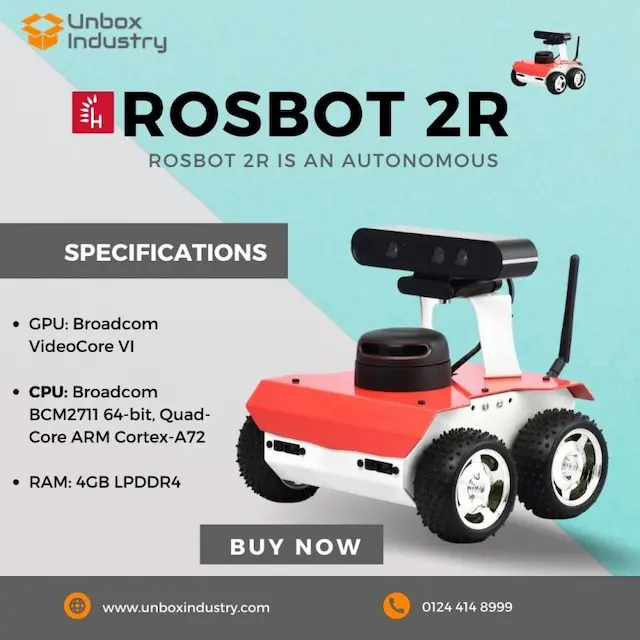 Unbox
Industry
H
ROSBOT 2R
ROSBOT 2R IS AN AUTONOMOUS
SPECIFICATIONS
• GPU: Broadcom
VideoCore VI
• CPU: Broadcom
BCM2711 64-bit, Quad-
Core ARM Cortex-A72
• RAM: 4GB LPDDR4
BUY NOW
www.unboxindustry.com
0124 414 8999